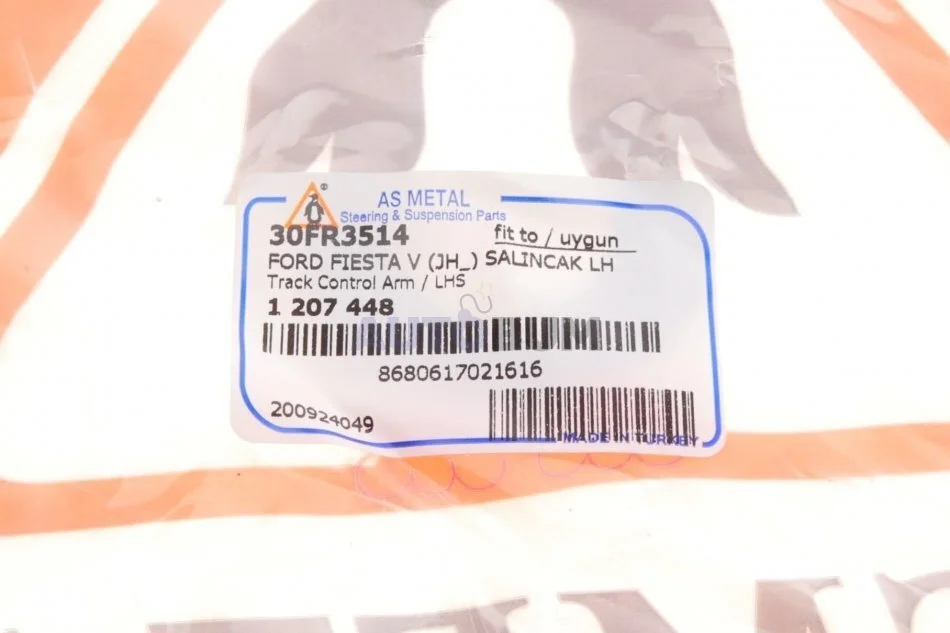 AS METAL
Steering & Suspension Parts
30FR3514 fit to / uygun
FORD FIESTA V (JH_) SALINCAK LH
Track Control Arm / LHS
1 207 448
8680617021616
200924049
MADE IN TURKEY